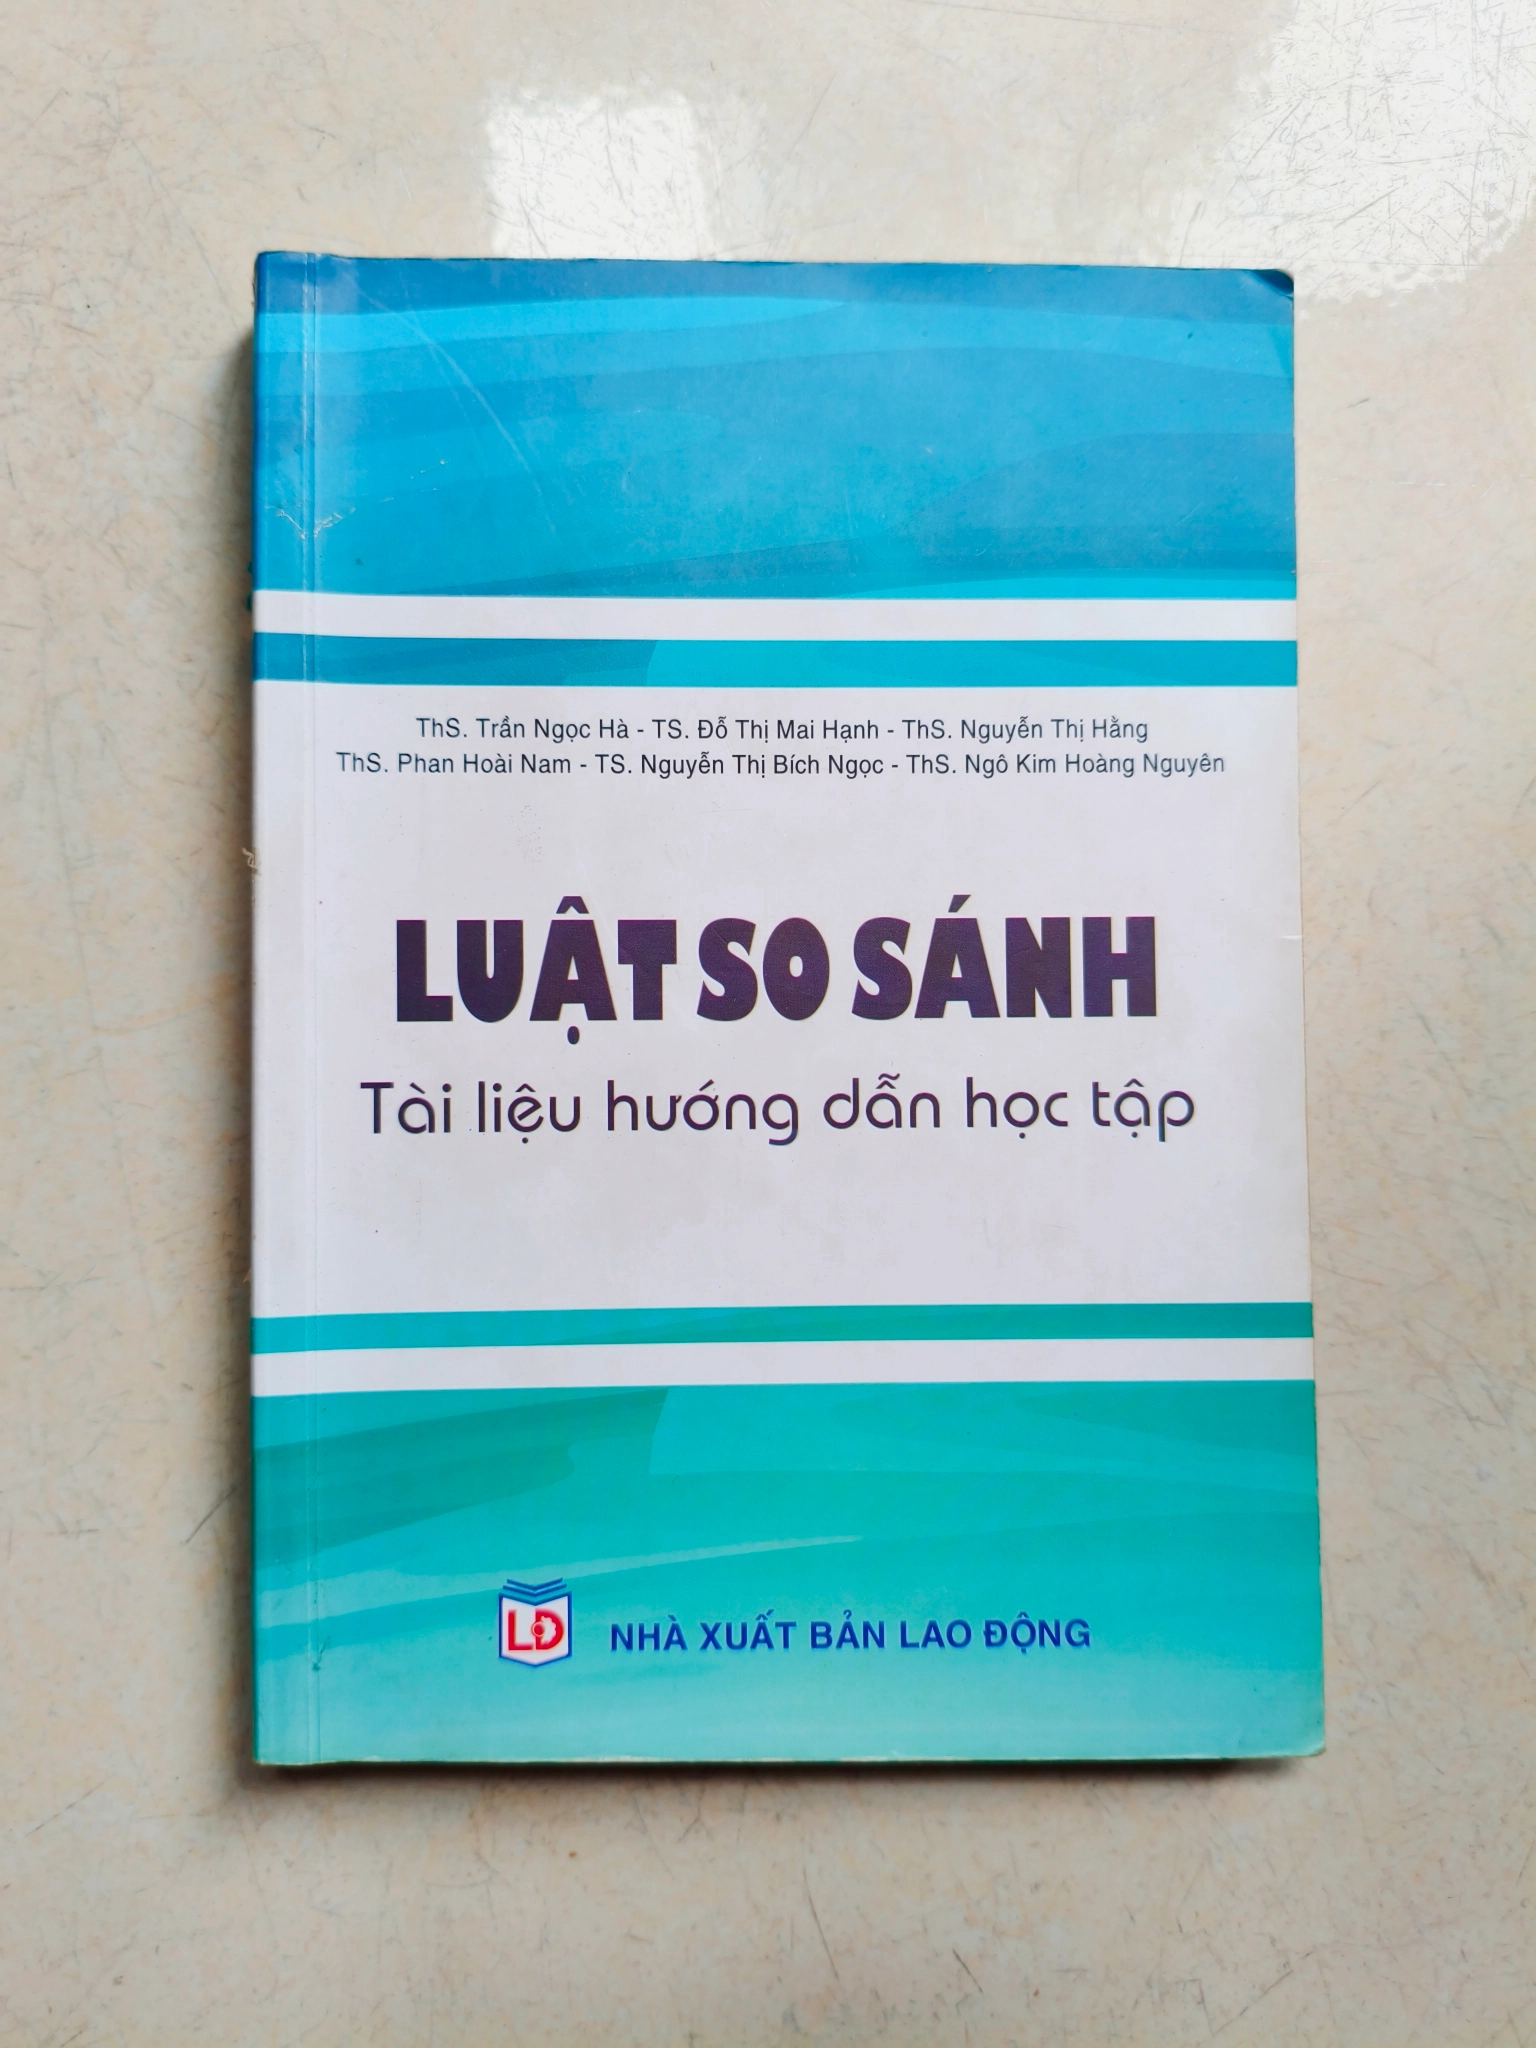 ThS. Trần Ngọc Hà - TS. Đỗ Thị Mai Hạnh - ThS. Nguyễn Thị Hằng
ThS. Phan Hoài Nam - TS. Nguyễn Thị Bích Ngọc - ThS. Ngô Kim Hoàng Nguyên
LUẬT SO SÁNH
Tài liệu hướng dẫn học tập
LĐ NHÀ XUẤT BẢN LAO ĐỘNG